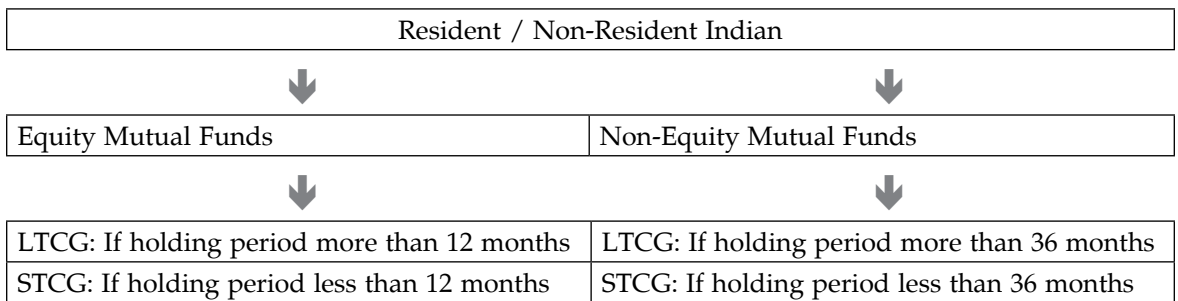 Resident / Non-Resident Indian
Equity Mutual Funds
Non-Equity Mutual Funds
LTCG: If holding period more than 12 months
LTCG: If holding period more than 36 months
STCG: If holding period less than 12 months
STCG: If holding period less than 36 months